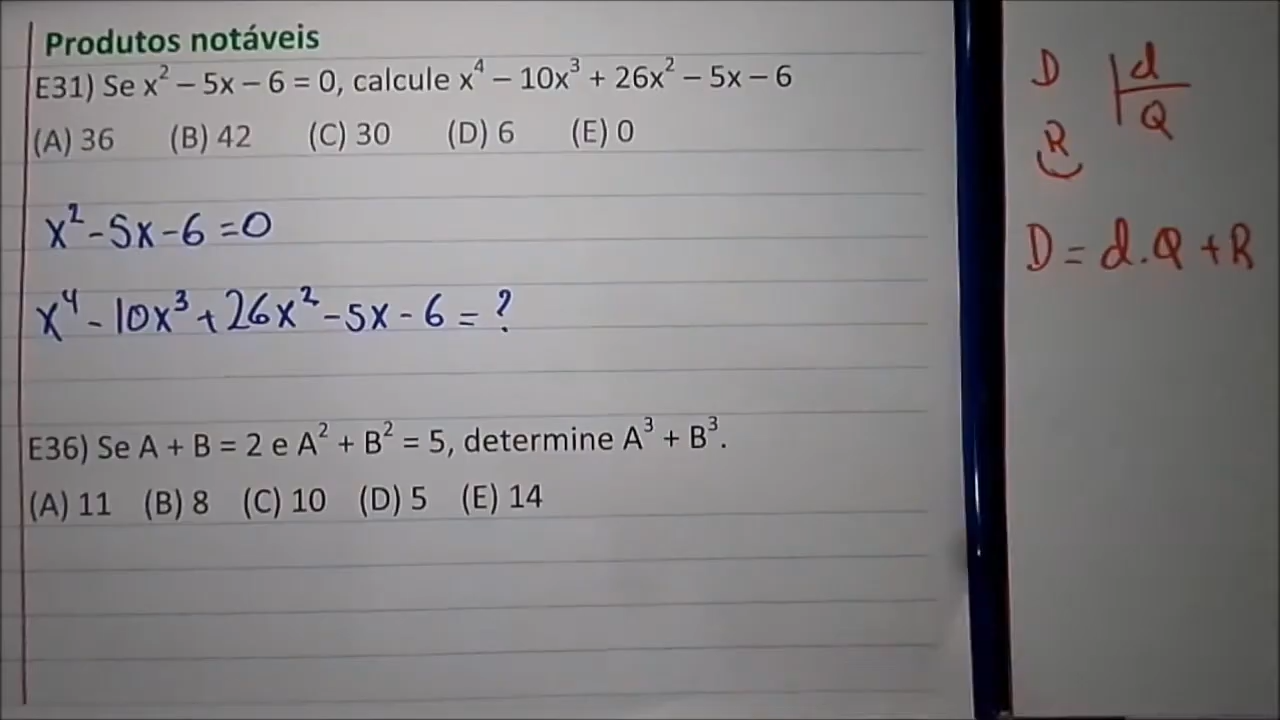 Produtos notáveis
E31) Se x² – 5x – 6 = 0, calcule x⁴ – 10x³ + 26x² – 5x – 6
(A) 36 (B) 42 (C) 30 (D) 6 (E) 0
x² - 5x - 6 = 0
x⁴ - 10x³ + 26x² - 5x - 6 = ?
E36) Se A + B = 2 e A² + B² = 5, determine A³ + B³.
(A) 11 (B) 8 (C) 10 (D) 5 (E) 14
D d
R Q
D = d.Q + R